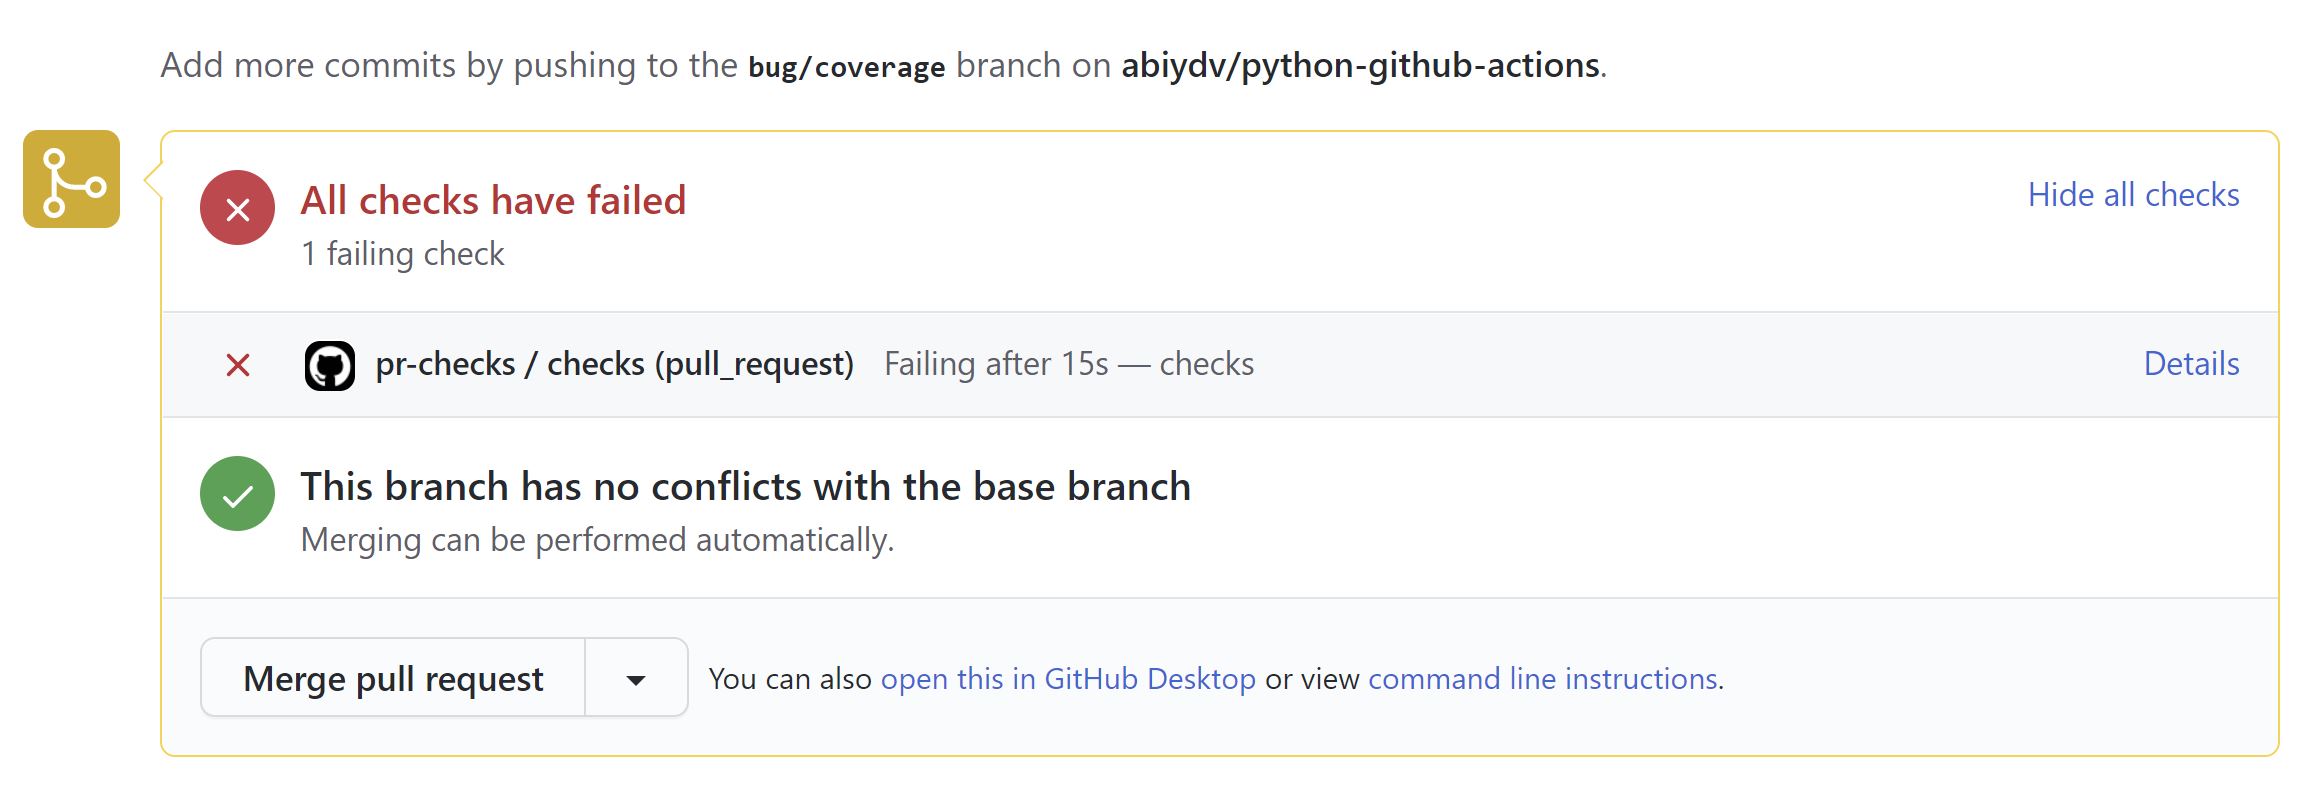 Add more commits by pushing to the bug/coverage branch on abiydv/python-github-actions.
All checks have failed
Hide all checks
1 failing check
pr-checks / checks (pull_request) Failing after 15s — checks
Details
This branch has no conflicts with the base branch
Merging can be performed automatically.
Merge pull request
You can also open this in GitHub Desktop or view command line instructions.